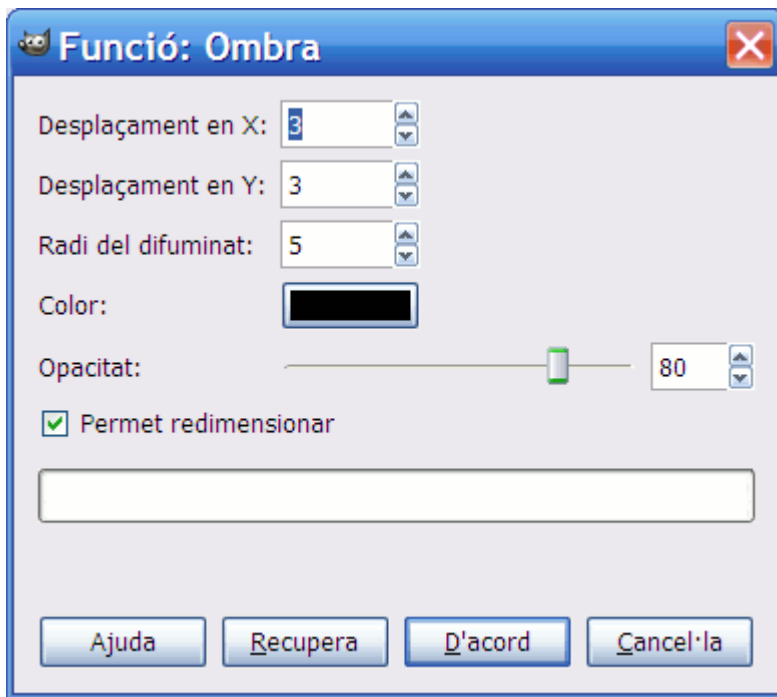 Funció: Ombra
Desplaçament en X: 3
Desplaçament en Y: 3
Radi del difuminat: 5
Color:
Opacitat: 80
Permet redimensionar
Ajuda Recupera D'acord Cancel·la